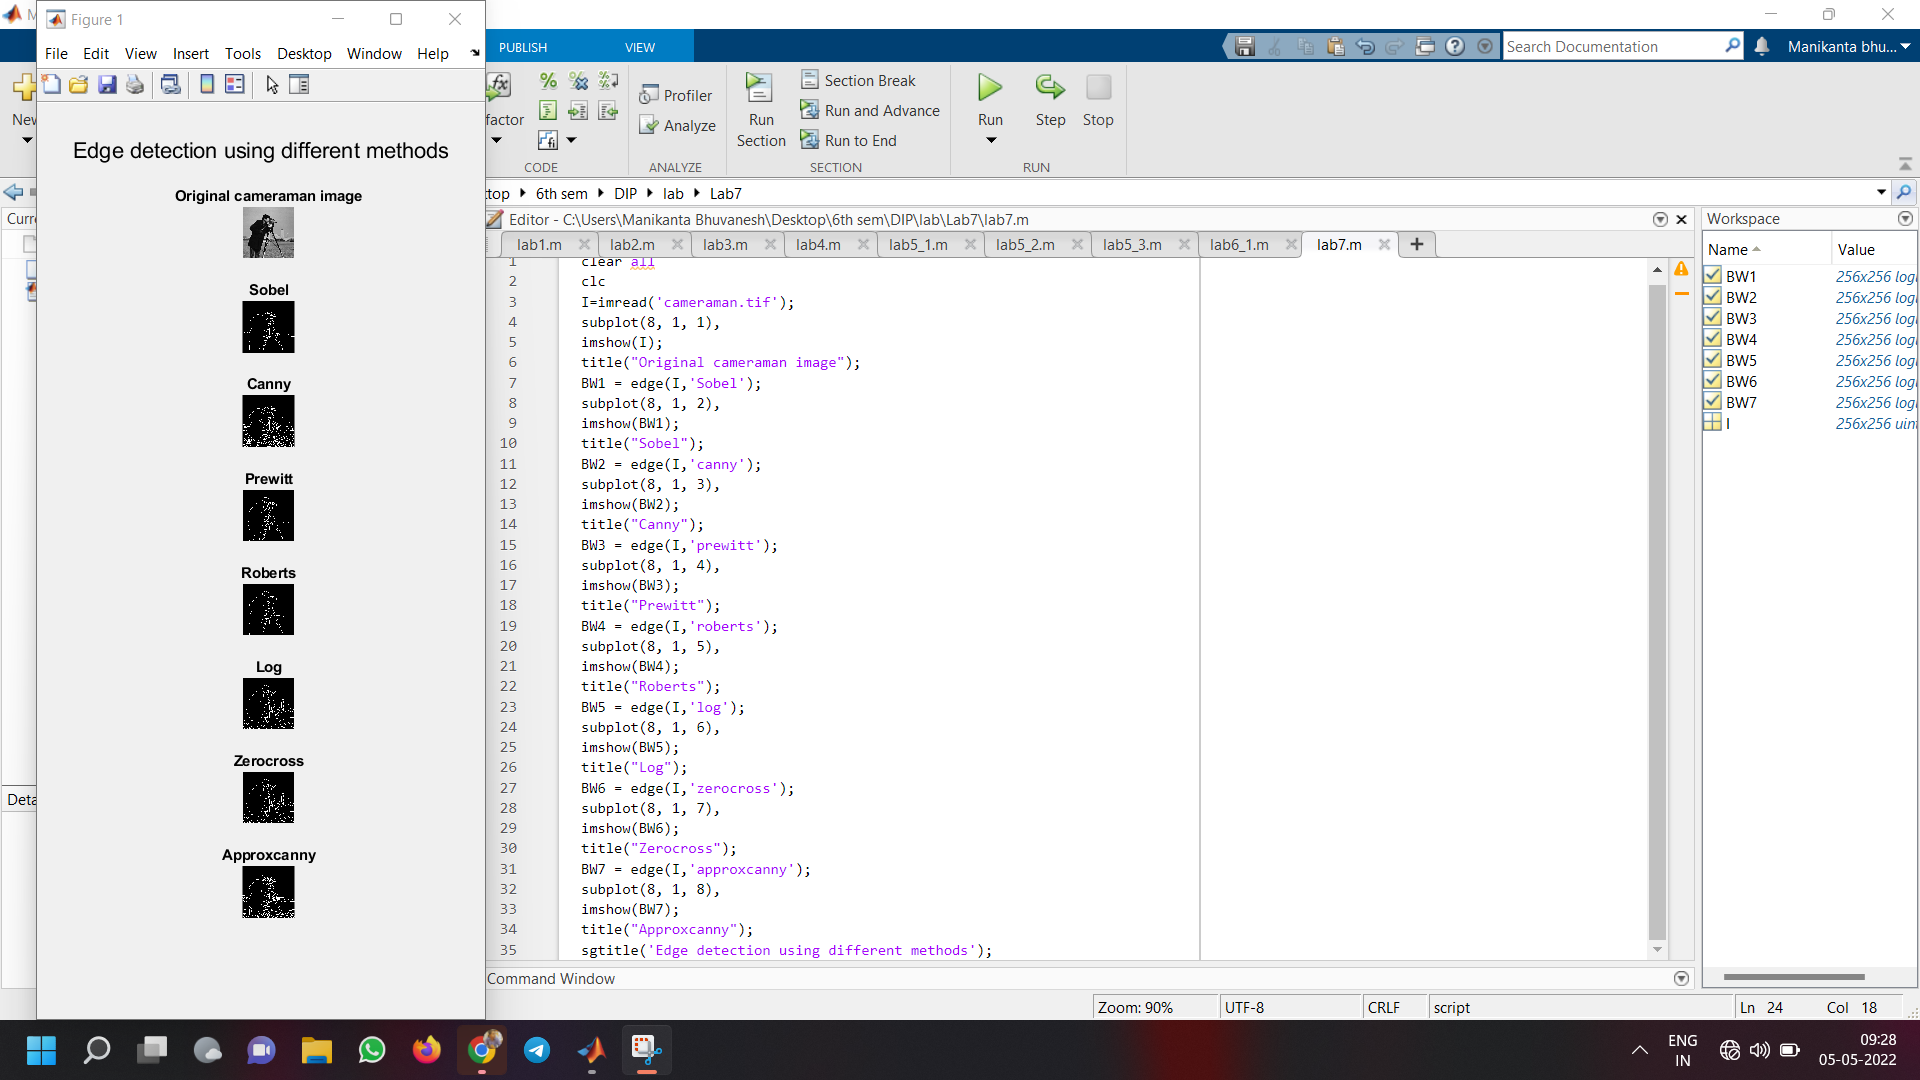 Figure 1
File Edit View Insert Tools Desktop Window Help
Edge detection using different methods
Original cameraman image
Sobel
Canny
Prewitt
Roberts
Log
Zerocross
Approxcanny
PUBLISH VIEW
Search Documentation
Manikanta bhu...
New
factor
CODE
Profiler
Analyze
ANALYZE
Run Section
Section Break
Run and Advance
Run to End
SECTION
Run Step Stop
RUN
top 6th sem DIP lab Lab7
Curr
Deta
Editor - C:\Users\Manikanta Bhuvanesh\Desktop\6th sem\DIP\lab\Lab7\lab7.m
lab1.m lab2.m lab3.m lab4.m lab5_1.m lab5_2.m lab5_3.m lab6_1.m lab7.m
1 clear all
2 clc
3 I=imread('cameraman.tif');
4 subplot(8, 1, 1),
5 imshow(I);
6 title("Original cameraman image");
7 BW1 = edge(I,'Sobel');
8 subplot(8, 1, 2),
9 imshow(BW1);
10 title("Sobel");
11 BW2 = edge(I,'canny');
12 subplot(8, 1, 3),
13 imshow(BW2);
14 title("Canny");
15 BW3 = edge(I,'prewitt');
16 subplot(8, 1, 4),
17 imshow(BW3);
18 title("Prewitt");
19 BW4 = edge(I,'roberts');
20 subplot(8, 1, 5),
21 imshow(BW4);
22 title("Roberts");
23 BW5 = edge(I,'log');
24 subplot(8, 1, 6),
25 imshow(BW5);
26 title("Log");
27 BW6 = edge(I,'zerocross');
28 subplot(8, 1, 7),
29 imshow(BW6);
30 title("Zerocross");
31 BW7 = edge(I,'approxcanny');
32 subplot(8, 1, 8),
33 imshow(BW7);
34 title("Approxcanny");
35 sgtitle('Edge detection using different methods');
Command Window
Workspace
Name Value
BW1 256x256 logi
BW2 256x256 logi
BW3 256x256 logi
BW4 256x256 logi
BW5 256x256 logi
BW6 256x256 logi
BW7 256x256 logi
I 256x256 uint
Zoom: 90% UTF-8 CRLF script Ln 24 Col 18
ENG
IN
09:28
05-05-2022